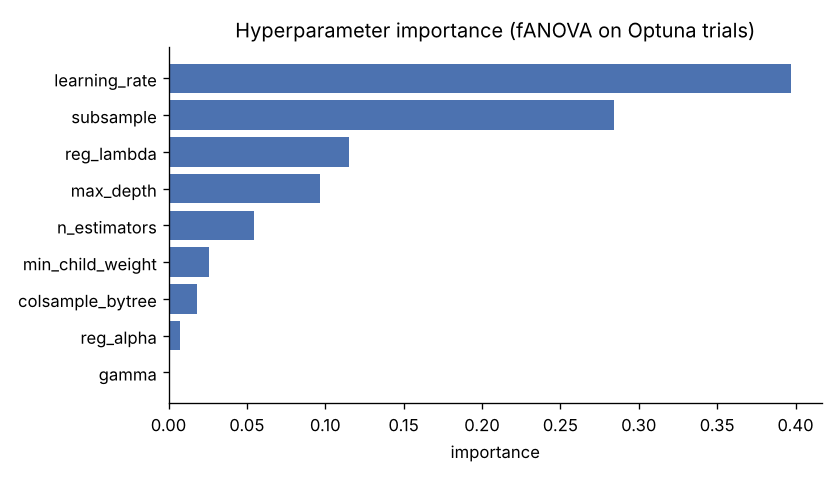 Hyperparameter importance (fANOVA on Optuna trials)
learning_rate
subsample
reg_lambda
max_depth
n_estimators
min_child_weight
colsample_bytree
reg_alpha
gamma
0.00 0.05 0.10 0.15 0.20 0.25 0.30 0.35 0.40
importance